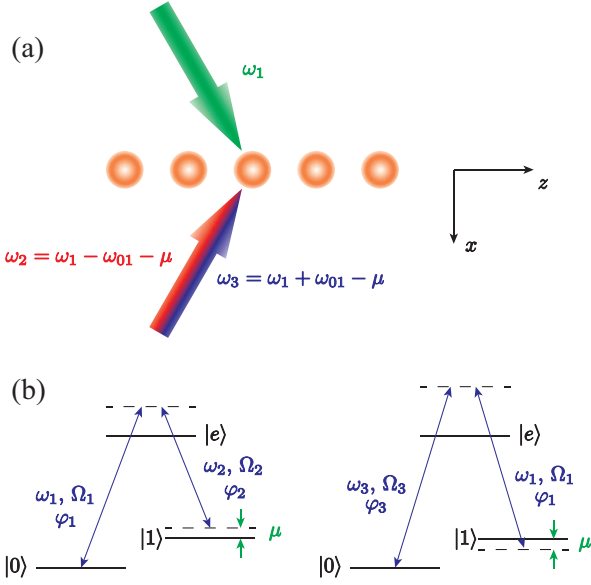 (a)
ω₁
z
x
ω₂ = ω₁ − ω₀₁ − μ
ω₃ = ω₁ + ω₀₁ − μ
(b)
|e⟩
ω₁, Ω₁
φ₁
ω₂, Ω₂
φ₂
|1⟩
μ
|0⟩
|e⟩
ω₃, Ω₃
φ₃
ω₁, Ω₁
φ₁
|1⟩
μ
|0⟩